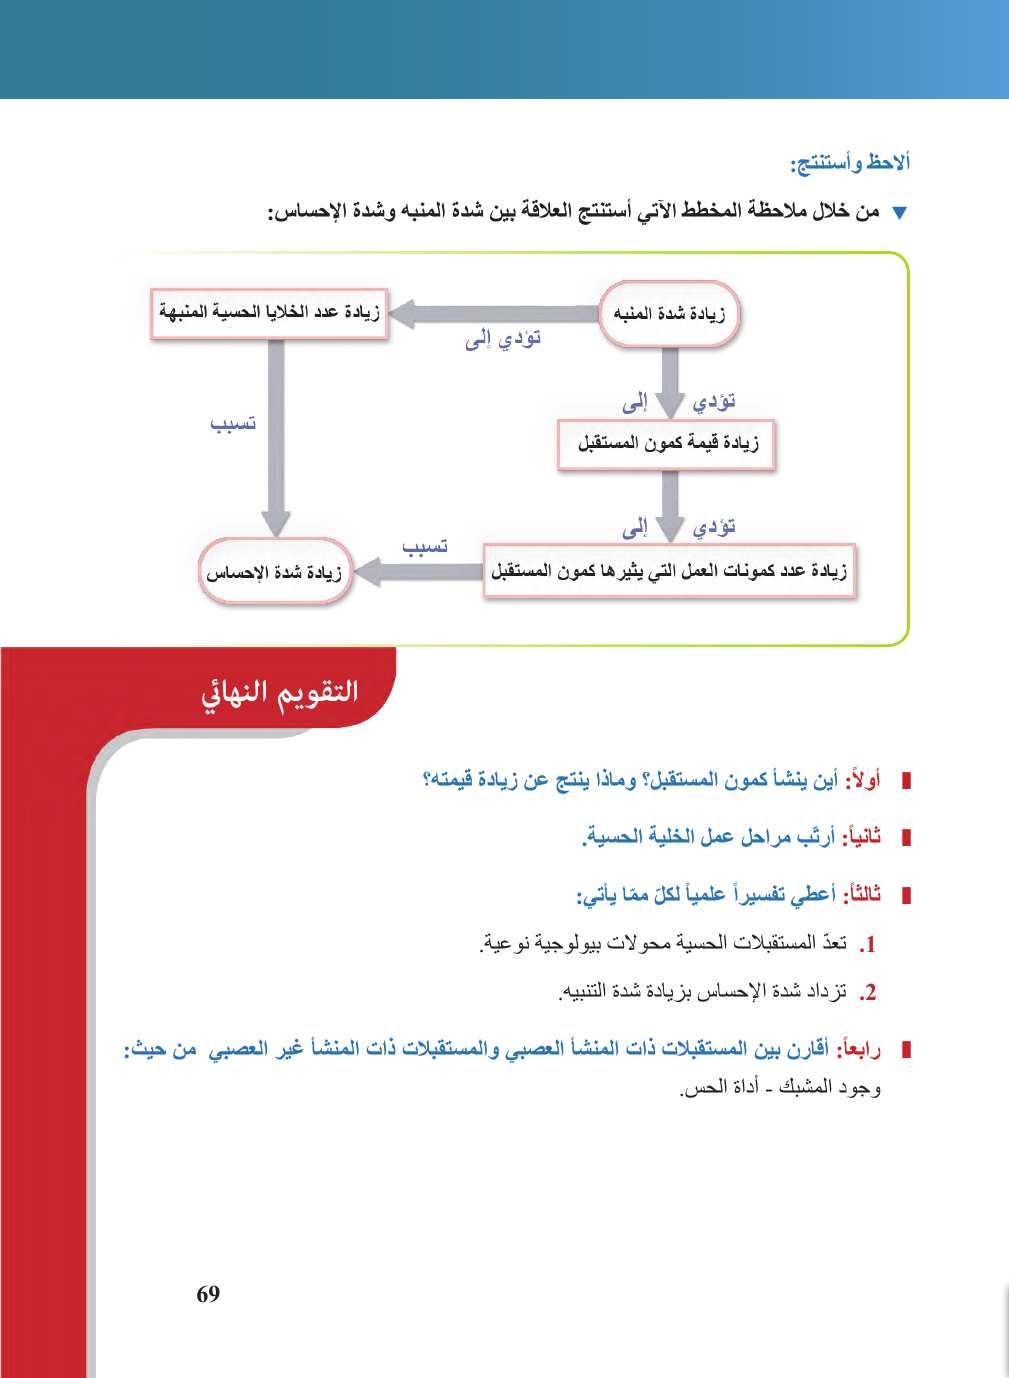 ألاحظ وأستنتج:
من خلال ملاحظة المخطط الآتي أستنتج العلاقة بين شدة المنبه وشدة الإحساس:
زيادة شدة المنبه
تؤدي إلى
زيادة عدد الخلايا الحسية المنبهة
تؤدي إلى
تسبب
زيادة قيمة كمون المستقبل
تؤدي إلى
زيادة عدد كمونات العمل التي يثيرها كمون المستقبل
تسبب
زيادة شدة الإحساس
التقويم النهائي
أولاً: أين ينشأ كمون المستقبل؟ وماذا ينتج عن زيادة قيمته؟
ثانياً: أرتّب مراحل عمل الخلية الحسية.
ثالثاً: أعطي تفسيراً علمياً لكلّ ممّا يأتي:
1. تعدّ المستقبلات الحسية محولات بيولوجية نوعية.
2. تزداد شدة الإحساس بزيادة شدة التنبيه.
رابعاً: أقارن بين المستقبلات ذات المنشأ العصبي والمستقبلات ذات المنشأ غير العصبي من حيث:
وجود المشبك - أداة الحس.
69